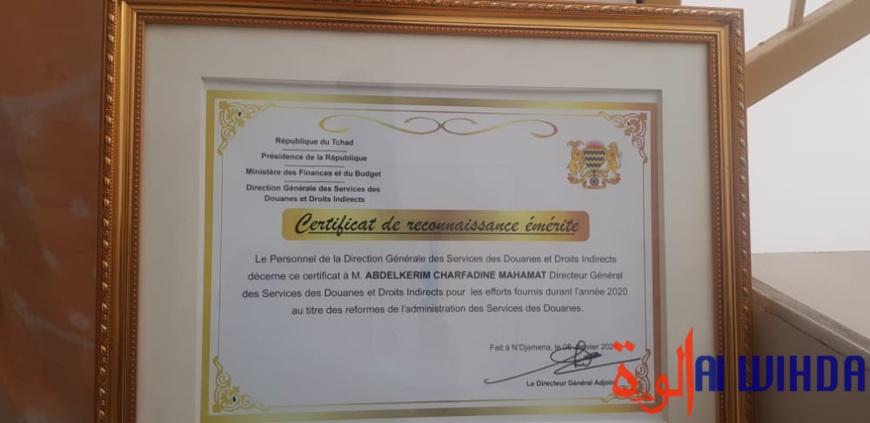 République du Tchad
Présidence de la République
Ministère des Finances et du Budget
Direction Générale des Services des
Douanes et Droits Indirects
Certificat de reconnaissance émérite
Le Personnel de la Direction Générale des Services des Douanes et Droits Indirects
décerne ce certificat à M. ABDELKERIM CHARFADINE MAHAMAT Directeur Général
des Services des Douanes et Droits Indirects pour les efforts fournis durant l'année 2020
au titre des reformes de l'administration des Services des Douanes.
Fait à N'Djamena, le
Le Directeur Général Adjoint
AL WIHDA